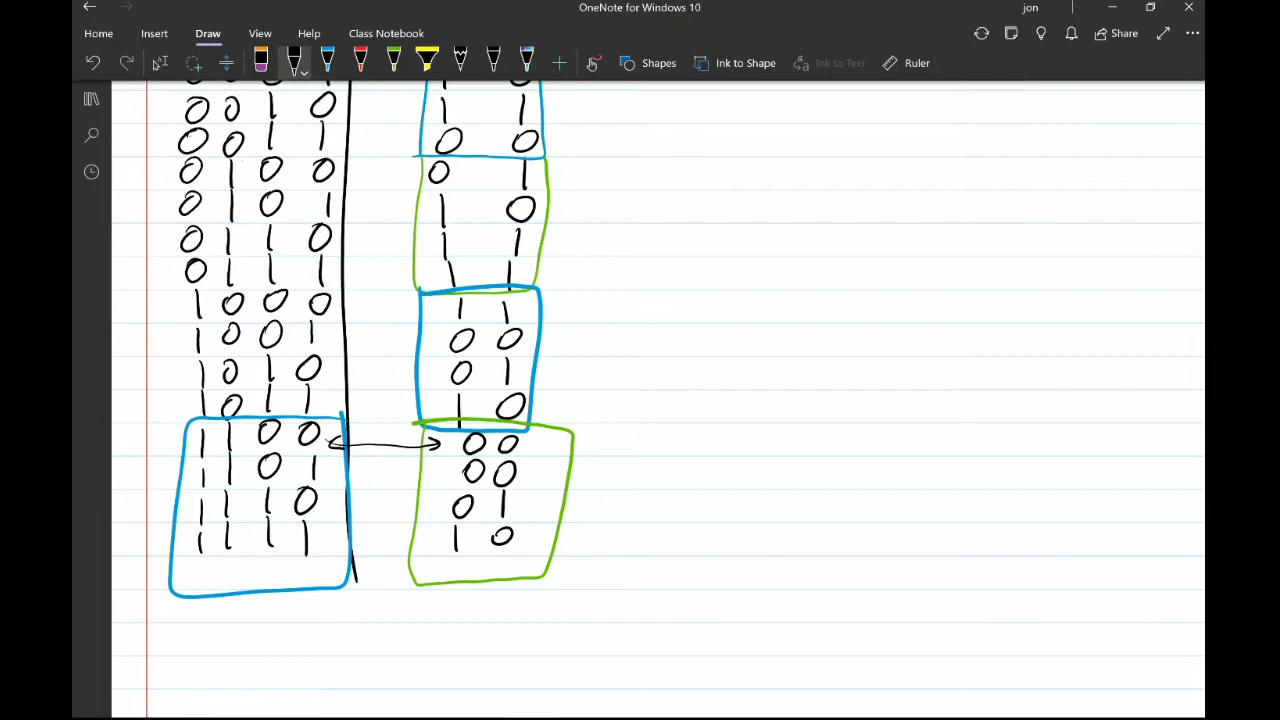 OneNote for Windows 10
jon
Home Insert Draw View Help Class Notebook
Share
Shapes Ink to Shape Ink to Text Ruler
0 0 1 0 1 1
0 0 1 1 0 0
0 1 0 0 0 1
0 1 0 1 1 0
0 1 1 0 1 1
0 1 1 1 1 1
1 0 0 0 1 1
1 0 0 1 0 0
1 0 1 0 0 1
1 0 1 1 1 0
1 1 0 0 0 0
1 1 0 1 0 0
1 1 1 0 0 1
1 1 1 1 1 0